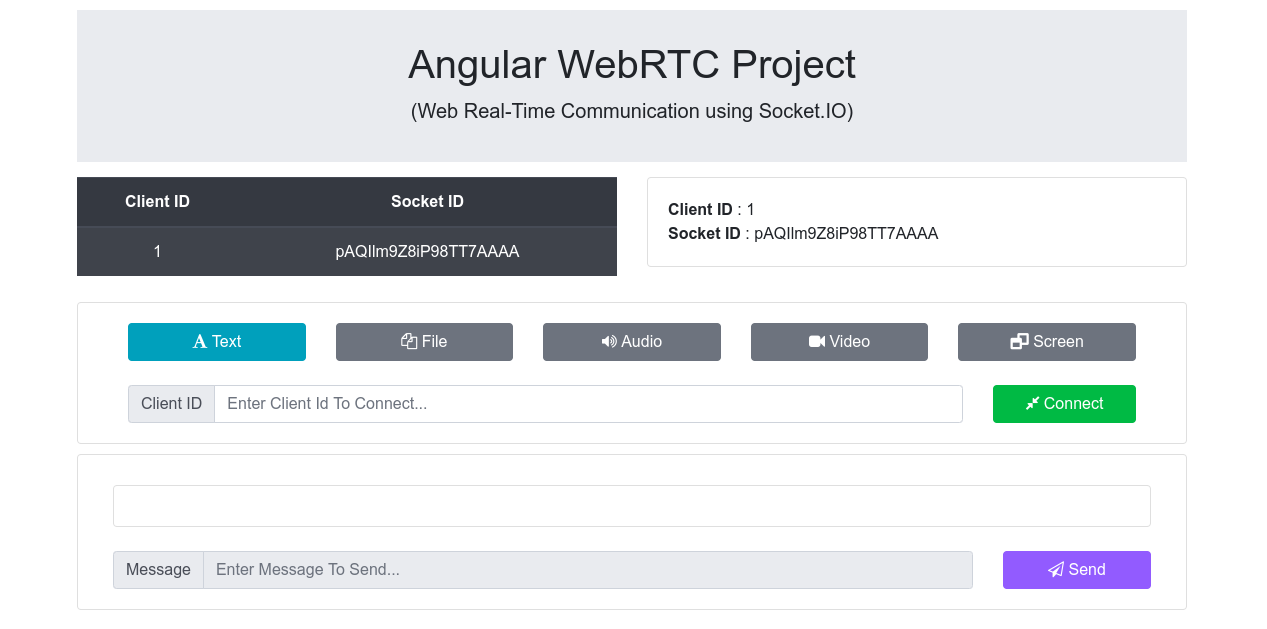 Angular WebRTC Project
(Web Real-Time Communication using Socket.IO)
Client ID Socket ID
1 pAQIlm9Z8iP98TT7AAAA
Client ID : 1
Socket ID : pAQIlm9Z8iP98TT7AAAA
Text File Audio Video Screen
Client ID Enter Client Id To Connect... Connect
Message Enter Message To Send... Send